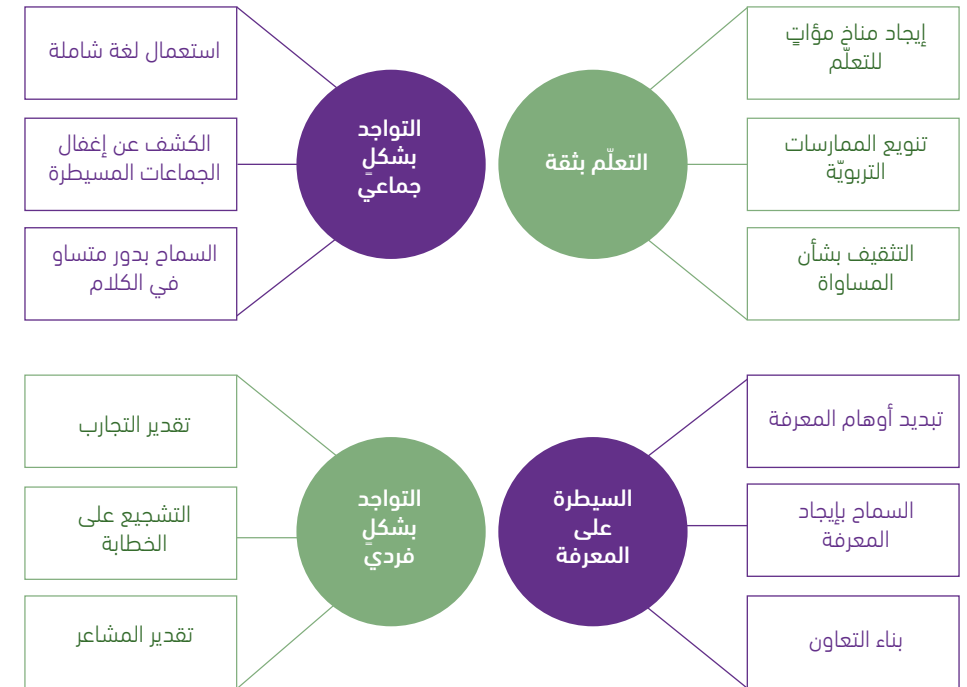 التعلّم بثقة
إيجاد مناخ مؤاتٍ
للتعلّم
تنويع الممارسات
التربويّة
التثقيف بشأن
المساواة
التواجد
بشكلٍ
جماعي
استعمال لغة شاملة
الكشف عن إغفال
الجماعات المسيطرة
السماح بدور متساو
في الكلام
السيطرة
على
المعرفة
تبديد أوهام المعرفة
السماح بإيجاد
المعرفة
بناء التعاون
التواجد
بشكلٍ
فردي
تقدير التجارب
التشجيع على
الخطابة
تقدير المشاعر